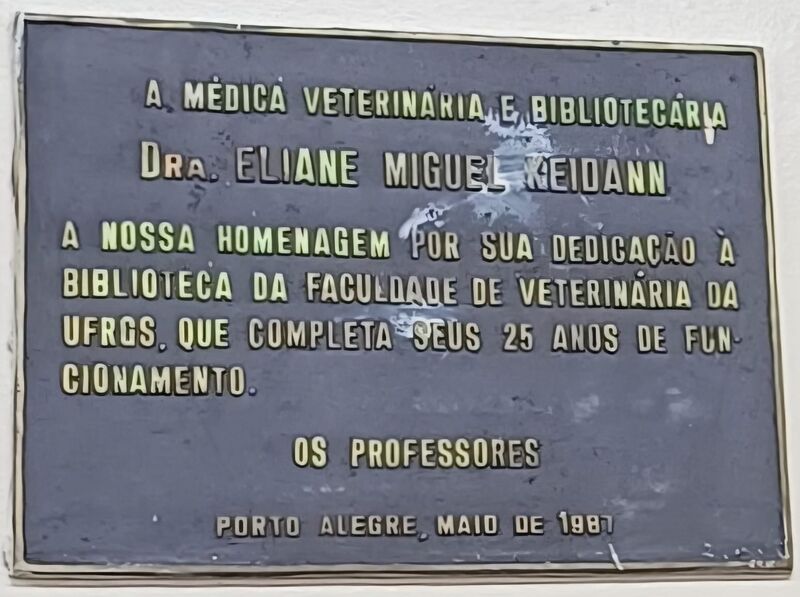 A MÉDICA VETERINÁRIA E BIBLIOTECÁRIA
DRA. ELIANE MIGUEL KEIDANN
A NOSSA HOMENAGEM POR SUA DEDICAÇÃO À
BIBLIOTECA DA FACULDADE DE VETERINÁRIA DA
UFRGS, QUE COMPLETA SEUS 25 ANOS DE FUN-
CIONAMENTO.
OS PROFESSORES
PORTO ALEGRE, MAIO DE 1987